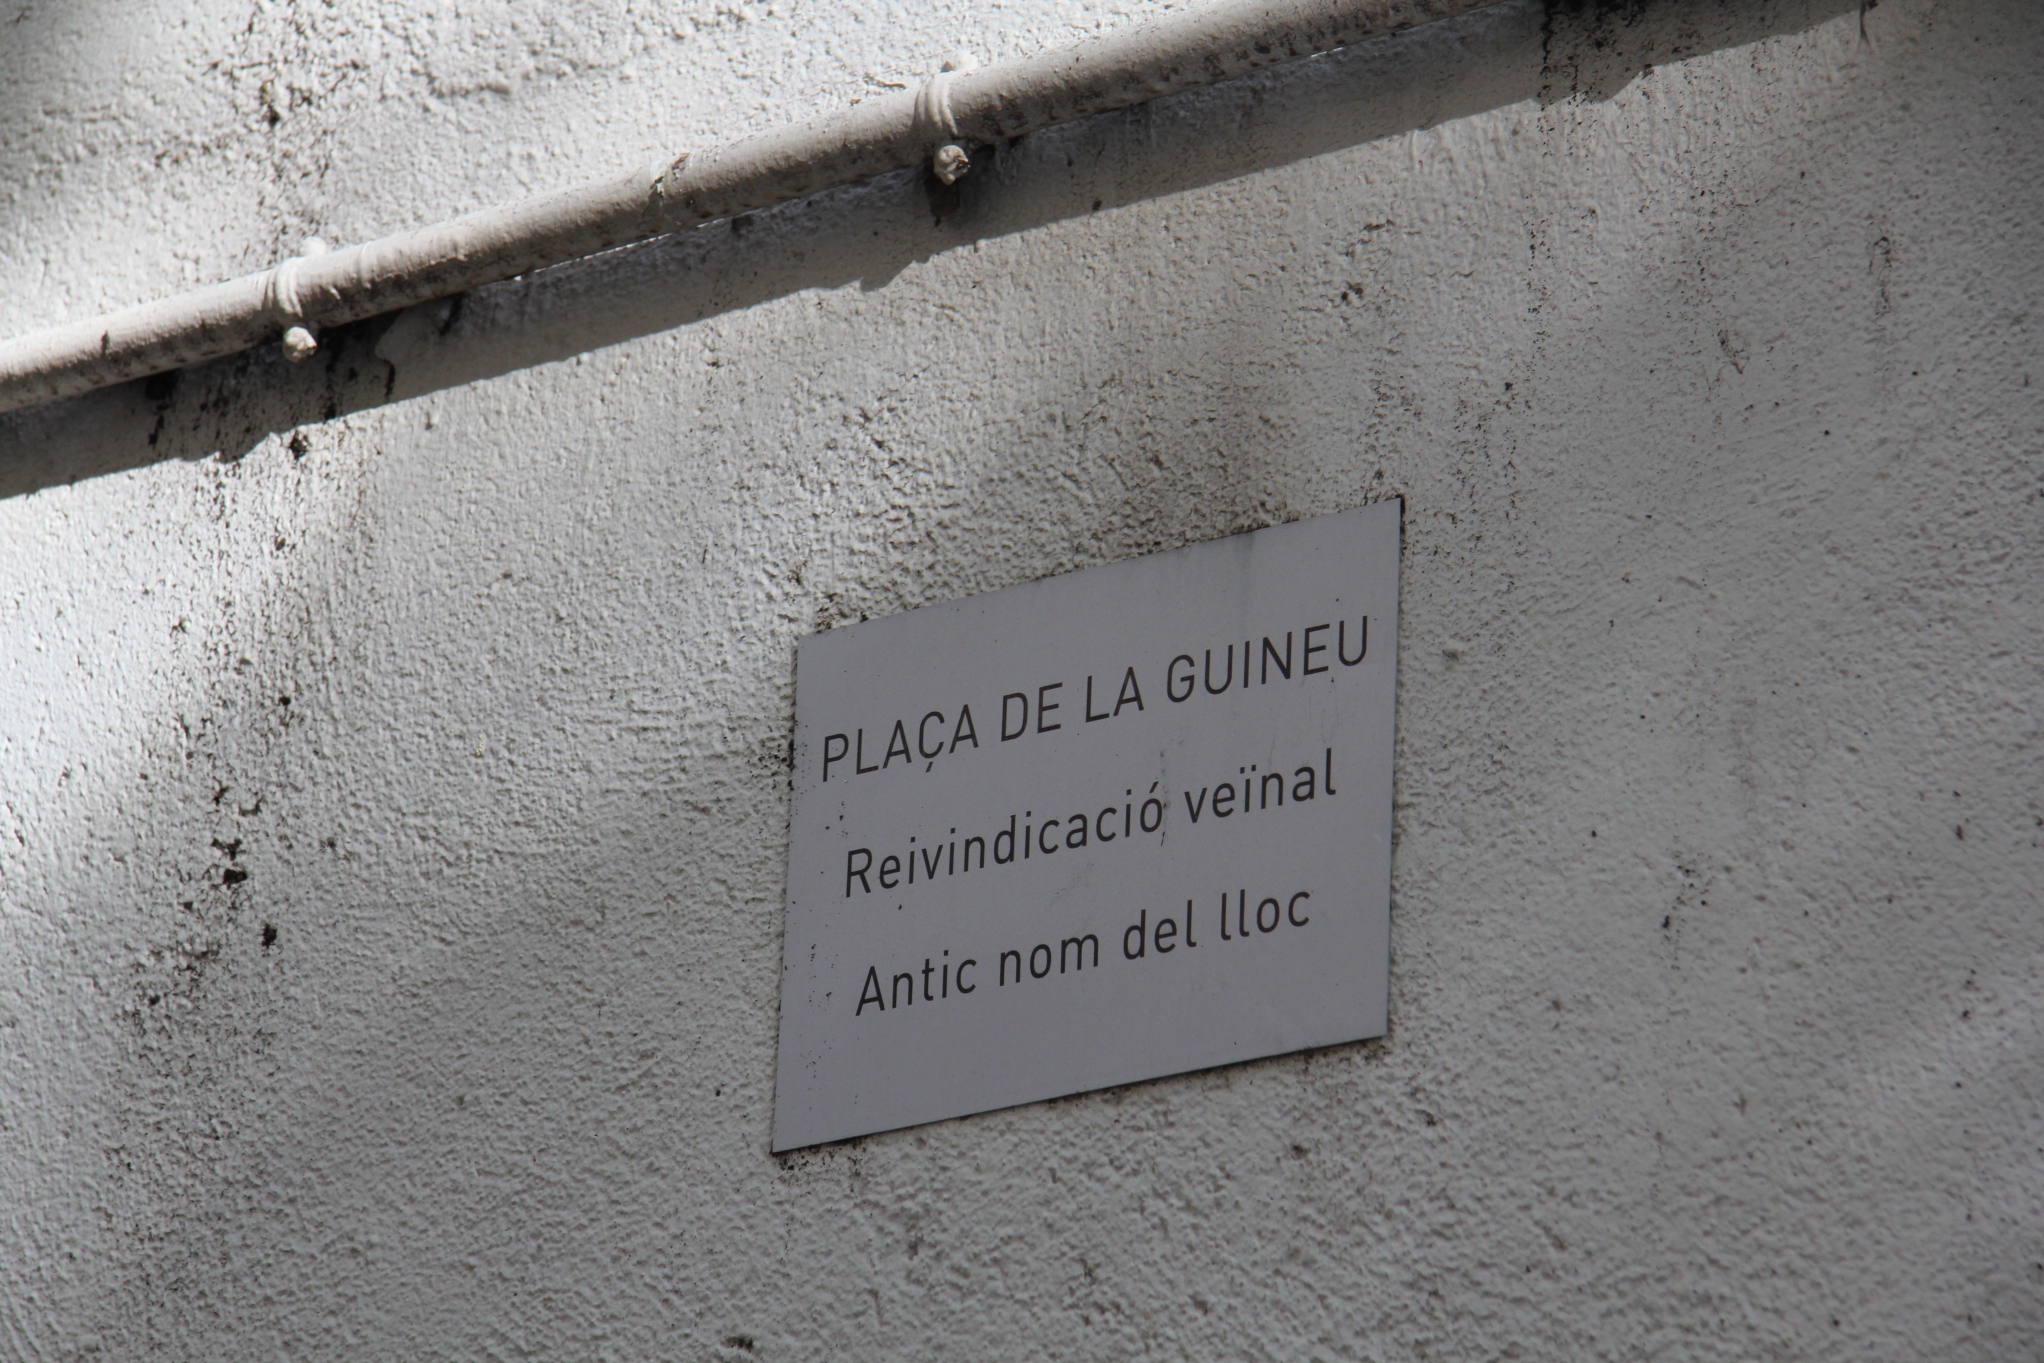 PLAÇA DE LA GUINEU
Reivindicació veïnal
Antic nom del lloc